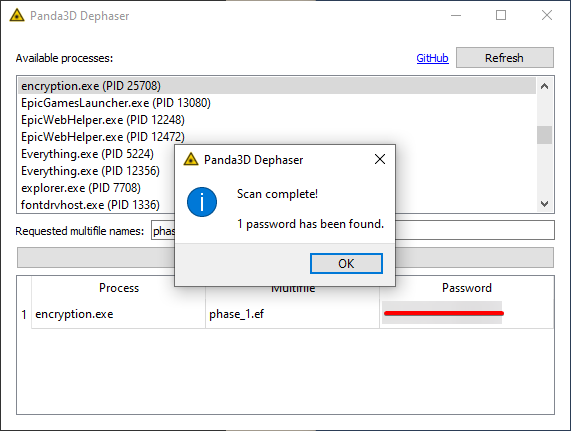 Panda3D Dephaser
Available processes:
GitHub
Refresh
encryption.exe (PID 25708)
EpicGamesLauncher.exe (PID 13080)
EpicWebHelper.exe (PID 12248)
EpicWebHelper.exe (PID 12472)
Everything.exe (PID 5224)
Everything.exe (PID 12356)
explorer.exe (PID 7708)
fontdrvhost.exe (PID 1336)
Panda3D Dephaser
Scan complete!
1 password has been found.
OK
Requested multifile names:
Process Multifile Password
1 encryption.exe phase_1.ef